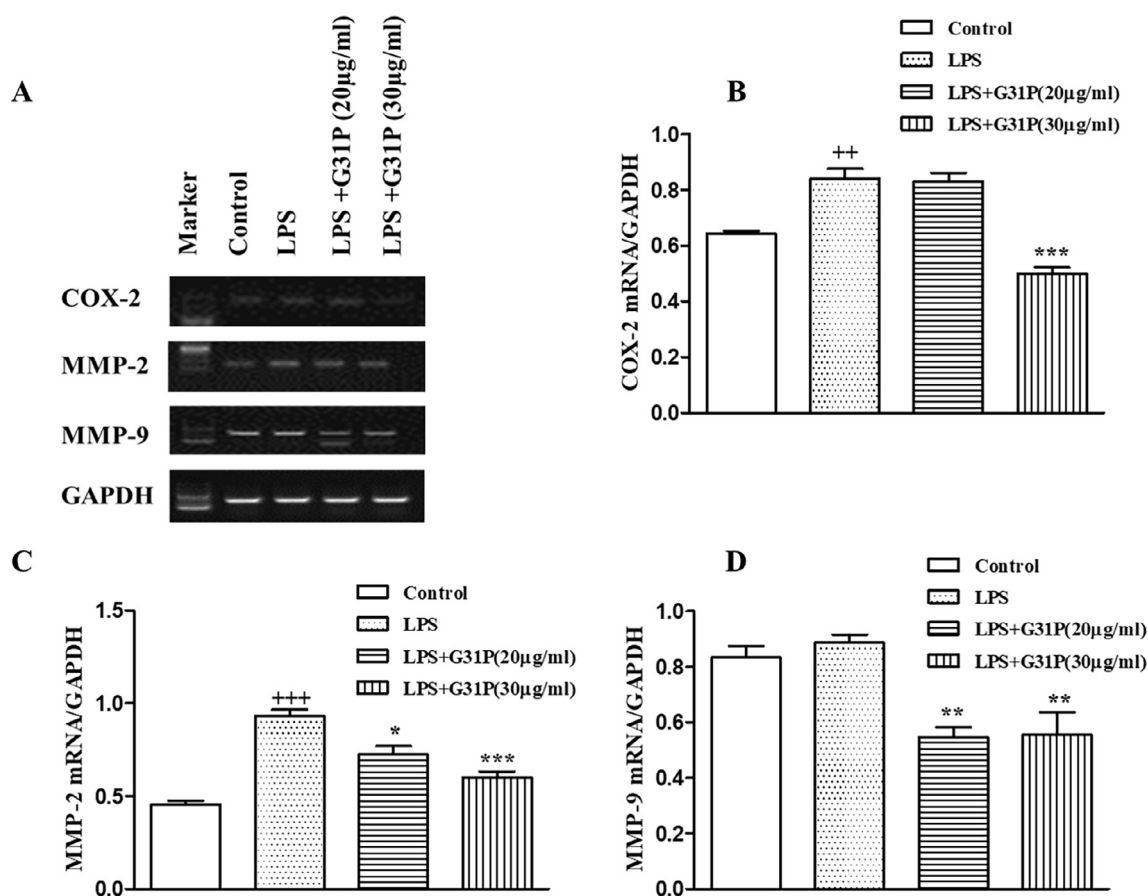 A
Marker
Control
LPS
LPS +G31P (20µg/ml)
LPS +G31P (30µg/ml)
COX-2
MMP-2
MMP-9
GAPDH
B
Control
LPS
LPS+G31P(20µg/ml)
LPS+G31P(30µg/ml)
COX-2 mRNA/GAPDH
1.0
0.8
0.6
0.4
0.2
0.0
++
***
C
Control
LPS
LPS+G31P(20µg/ml)
LPS+G31P(30µg/ml)
MMP-2 mRNA/GAPDH
1.5
1.0
0.5
0.0
+++
*
***
D
Control
LPS
LPS+G31P(20µg/ml)
LPS+G31P(30µg/ml)
MMP-9 mRNA/GAPDH
1.0
0.8
0.6
0.4
0.2
0.0
**
**